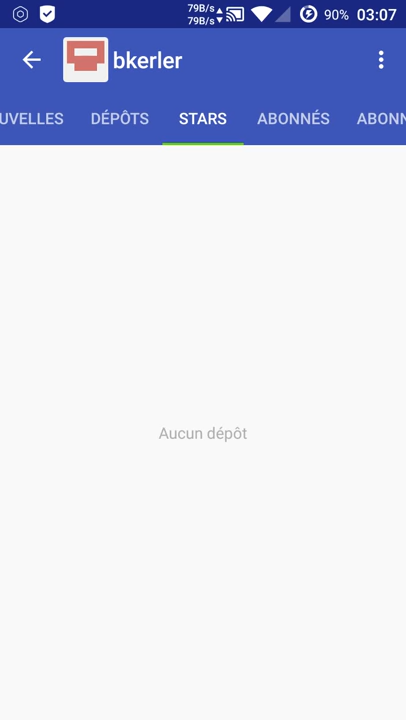 79B/s
79B/s
90% 03:07
bkerler
UVELLES DÉPÔTS STARS ABONNÉS ABONN
Aucun dépôt